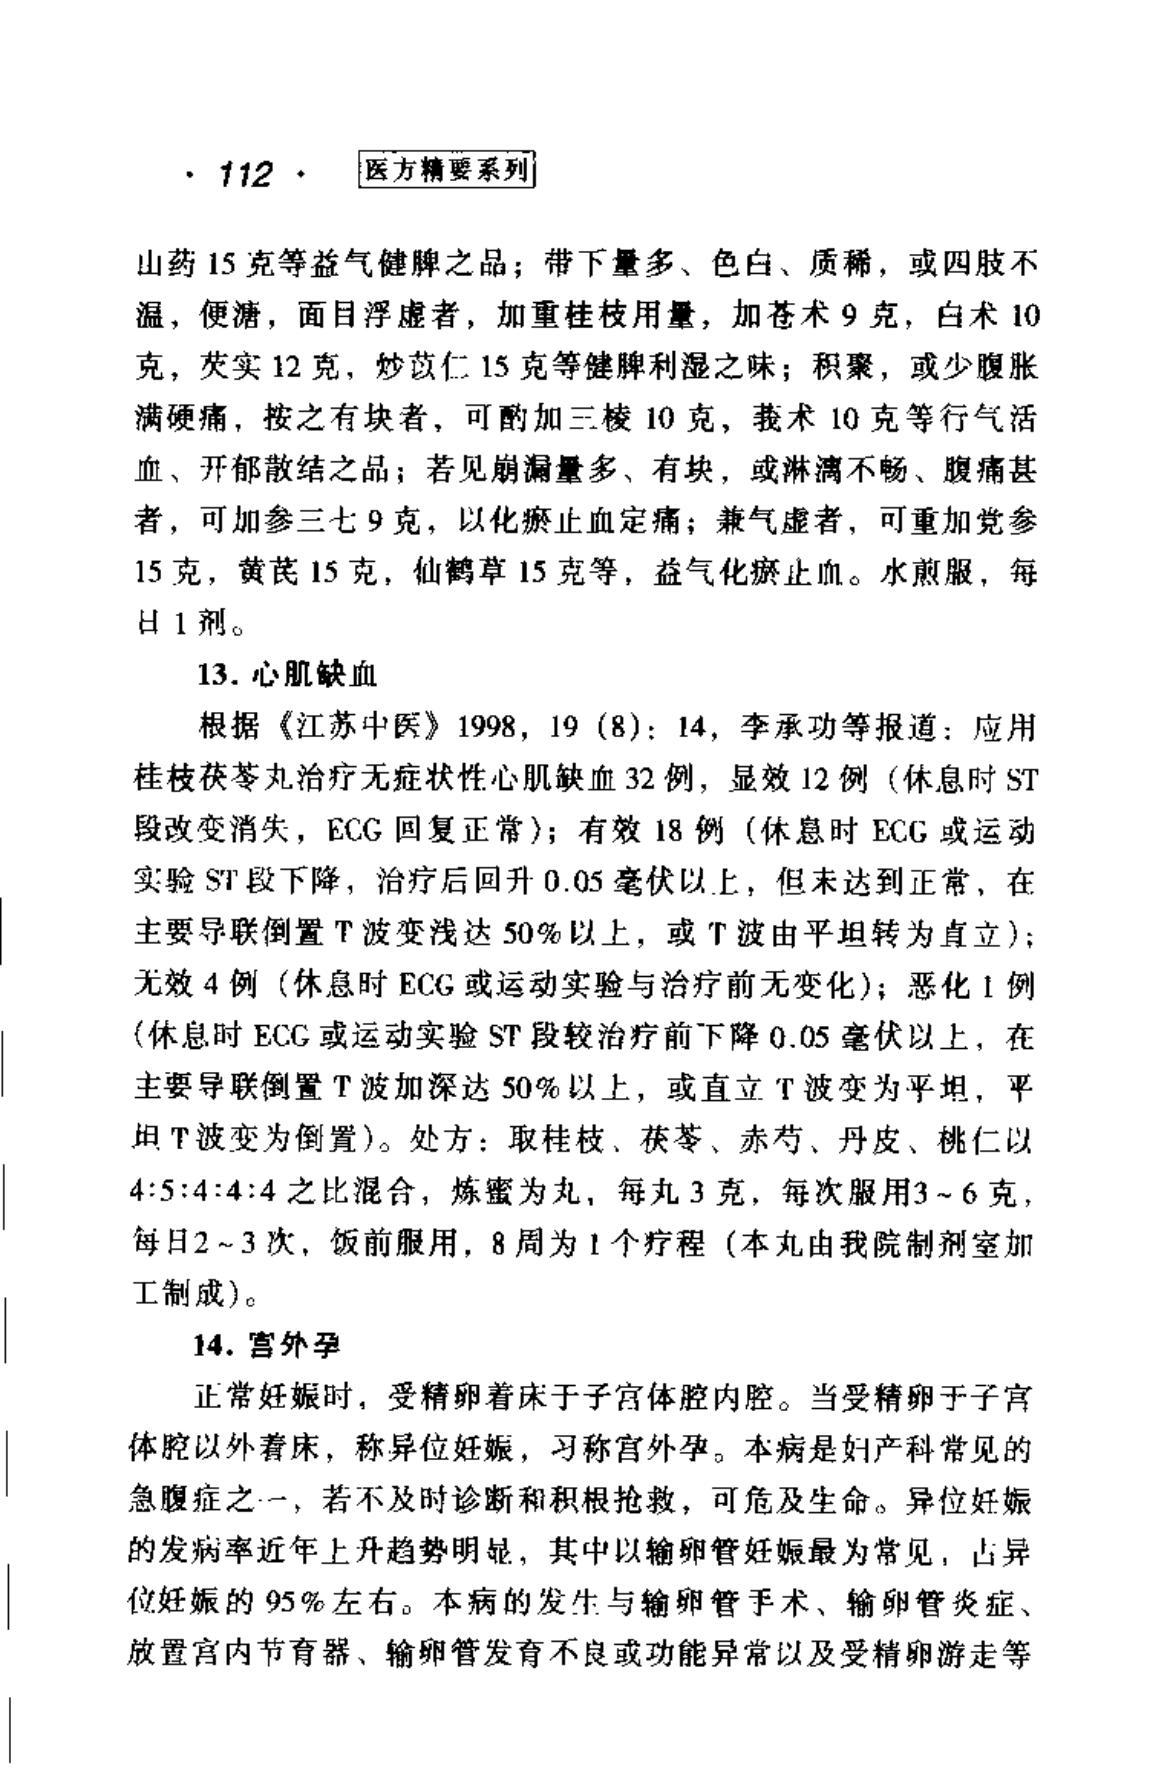 · 112 · 医方精要系列
山药 15 克等益气健脾之品；带下量多、色白、质稀，或四肢不
温，便溏，面目浮虚者，加重桂枝用量，加苍术 9 克，白术 10
克，芡实 12 克，炒苡仁 15 克等健脾利湿之味；积聚，或少腹胀
满硬痛，按之有块者，可酌加三棱 10 克，莪术 10 克等行气活
血、开郁散结之品；若见崩漏量多、有块，或淋漓不畅、腹痛甚
者，可加参三七 9 克，以化瘀止血定痛；兼气虚者，可重加党参
15 克，黄芪 15 克，仙鹤草 15 克等，益气化瘀止血。水煎服，每
日 1 剂。
13. 心肌缺血
根据《江苏中医》1998，19（8）：14，李承功等报道：应用
桂枝茯苓丸治疗无症状性心肌缺血 32 例，显效 12 例（休息时 ST
段改变消失，ECG 回复正常）；有效 18 例（休息时 ECG 或运动
实验 ST 段下降，治疗后回升 0.05 毫伏以上，但未达到正常，在
主要导联倒置 T 波变浅达 50%以上，或 T 波由平坦转为直立）；
无效 4 例（休息时 ECG 或运动实验与治疗前无变化）；恶化 1 例
（休息时 ECG 或运动实验 ST 段较治疗前下降 0.05 毫伏以上，在
主要导联倒置 T 波加深达 50%以上，或直立 T 波变为平坦，平
坦 T 波变为倒置）。处方：取桂枝、茯苓、赤芍、丹皮、桃仁以
4:5:4:4:4 之比混合，炼蜜为丸，每丸 3 克，每次服用3~6 克，
每日2~3 次，饭前服用，8 周为 1 个疗程（本丸由我院制剂室加
工制成）。
14. 宫外孕
正常妊娠时，受精卵着床于子宫体腔内腔。当受精卵于子宫
体腔以外着床，称异位妊娠，习称宫外孕。本病是妇产科常见的
急腹症之一，若不及时诊断和积根抢救，可危及生命。异位妊娠
的发病率近年上升趋势明显，其中以输卵管妊娠最为常见，占异
位妊娠的 95%左右。本病的发生与输卵管手术、输卵管炎症、
放置宫内节育器、输卵管发育不良或功能异常以及受精卵游走等